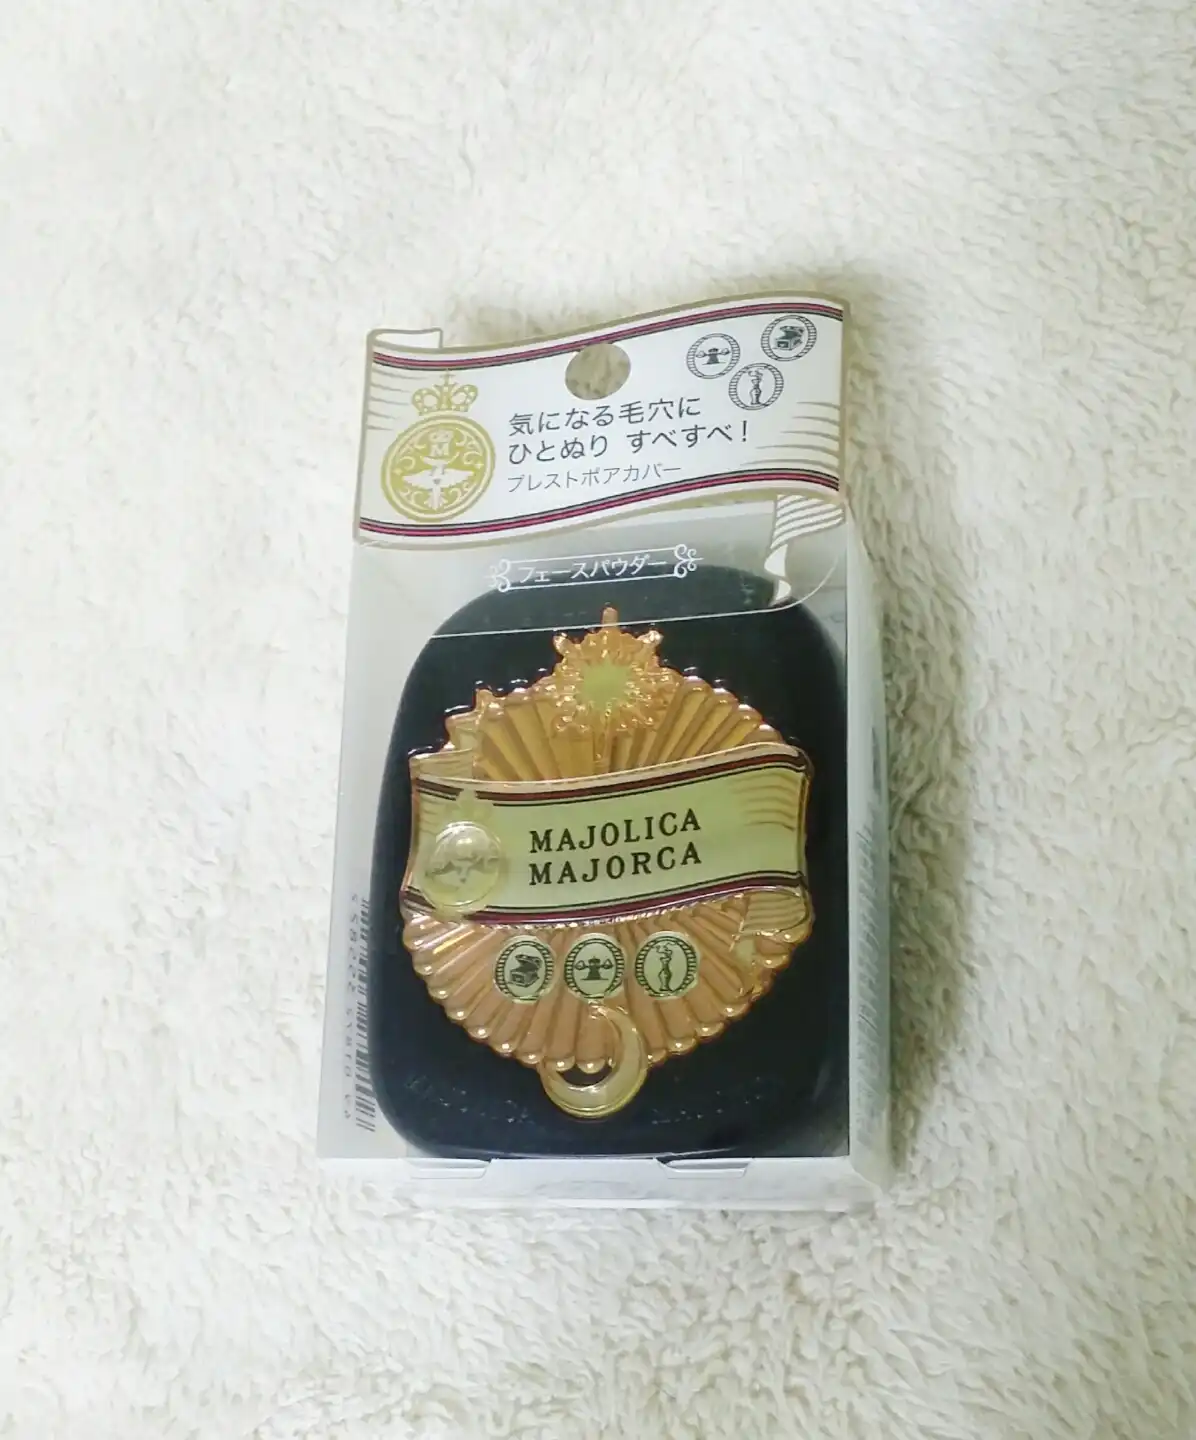 気になる毛穴に
ひとぬり すべすべ!
プレストポアカバー
フェースパウダー
MAJOLICA
MAJORCA